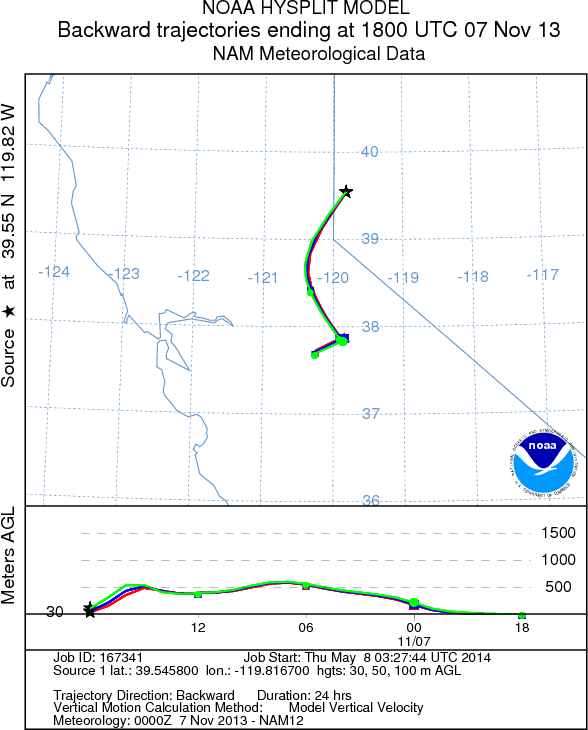 NOAA HYSPLIT MODEL
Backward trajectories ending at 1800 UTC 07 Nov 13
NAM Meteorological Data
Source ★ at 39.55 N 119.82 W
40
39
-124 -123 -122 -121 -120 -119 -118 -117
38
37
noaa
36
Meters AGL
1500
1000
500
30
12 06 00 18
11/07
Job ID: 167341 Job Start: Thu May 8 03:27:44 UTC 2014
Source 1 lat.: 39.545800 lon.: -119.816700 hgts: 30, 50, 100 m AGL
Trajectory Direction: Backward Duration: 24 hrs
Vertical Motion Calculation Method: Model Vertical Velocity
Meteorology: 0000Z 7 Nov 2013 - NAM12